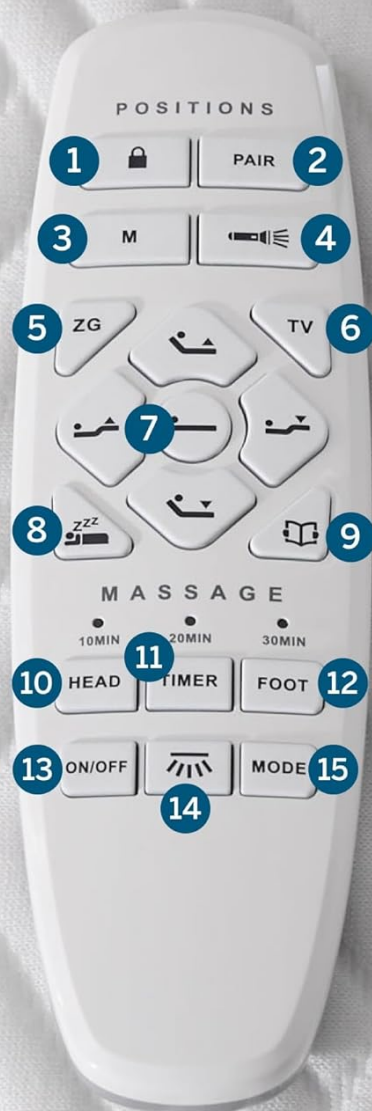 POSITIONS
1 2 PAIR
3 M 4
5 ZG TV 6
7
8 zzz 9
MASSAGE
10MIN 20MIN 30MIN
11
10 HEAD TIMER FOOT 12
13 ON/OFF MODE 15
14